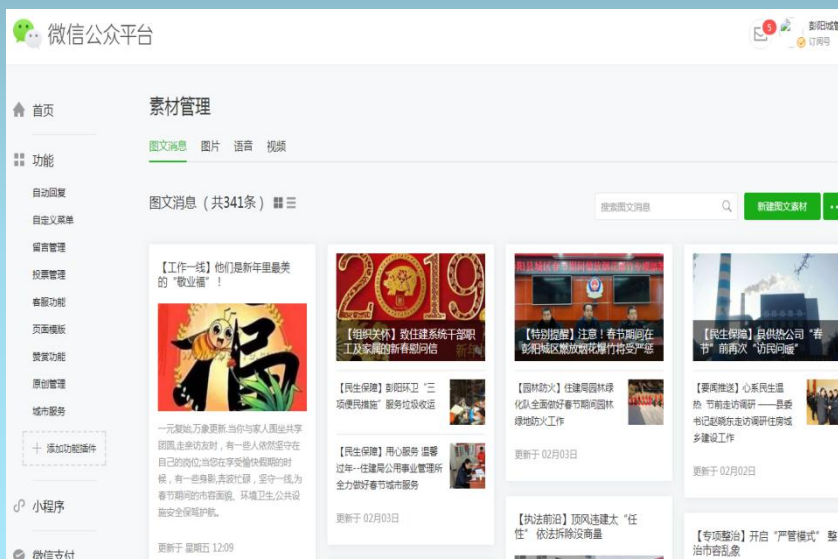 微信公众平台
5
彭阳城管
订阅号
首页
功能
自动回复
自定义菜单
留言管理
投票管理
客服功能
页面模版
赞赏功能
原创管理
城市服务
添加功能插件
小程序
微信支付
素材管理
图文消息 图片 语音 视频
图文消息（共341条）
搜索图文消息
新建图文素材
【工作一线】他们是新年里最美
的“敬业福”！
一元复始,万象更新.当你与家人围坐共享
团圆,走亲访友时，有一些人依然坚守在
自己的岗位;当您在享受愉快假期的时
候，有一些身影,奔波忙碌，坚守一线,为
春节期间的市容面貌，环境卫生,公共设
施安全保驾护航。
更新于 星期五 12:09
2019
【组织关怀】致住建系统干部职
工及家属的新春慰问信
【民生保障】彭阳环卫“三
项便民措施”服务垃圾收运
【民生保障】用心服务 温馨
过年--住建局公用事业管理所
全力做好春节城市服务
更新于 02月03日
【特别提醒】注意！春节期间在
彭阳城区燃放烟花爆竹将受严惩
【园林防火】住建局园林绿
化队全面做好春节期间园林
绿地防火工作
更新于 02月03日
【执法前沿】顶风违建太“任
性” 依法拆除没商量
【民生保障】县供热公司“春
节”前再次“访民问暖”
【要闻推送】心系民生温
热 节前走访调研 ——县委
书记赵晓东走访调研住房城
乡建设工作
更新于 02月02日
【专项整治】开启“严管模式” 整
治市容乱象